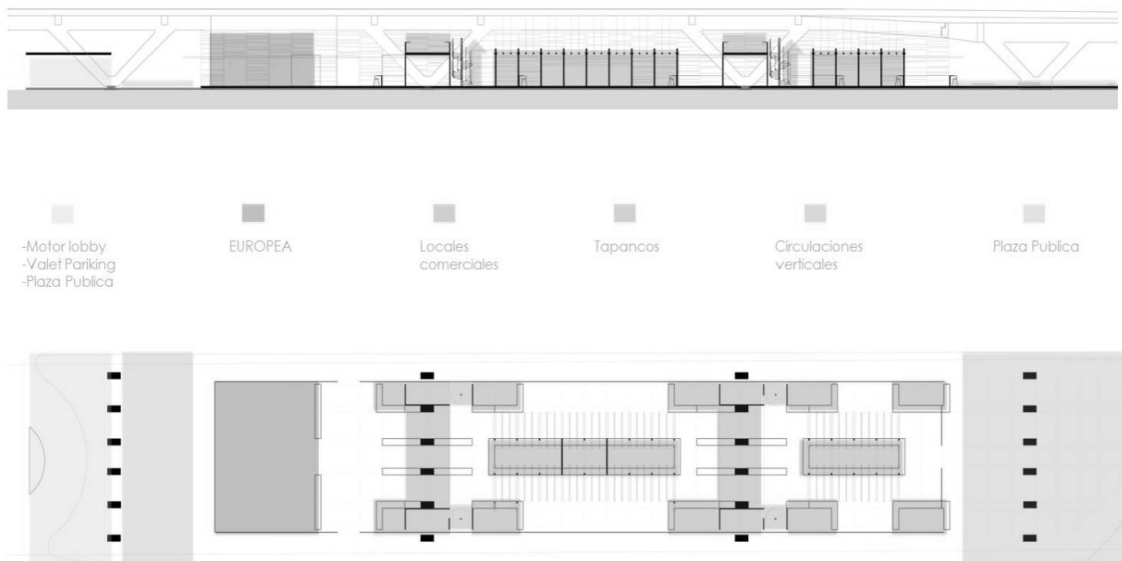 -Motor lobby
-Valet Pariking
-Plaza Publica
EUROPEA
Locales
comerciales
Tapancos
Circulaciones
verticales
Plaza Publica